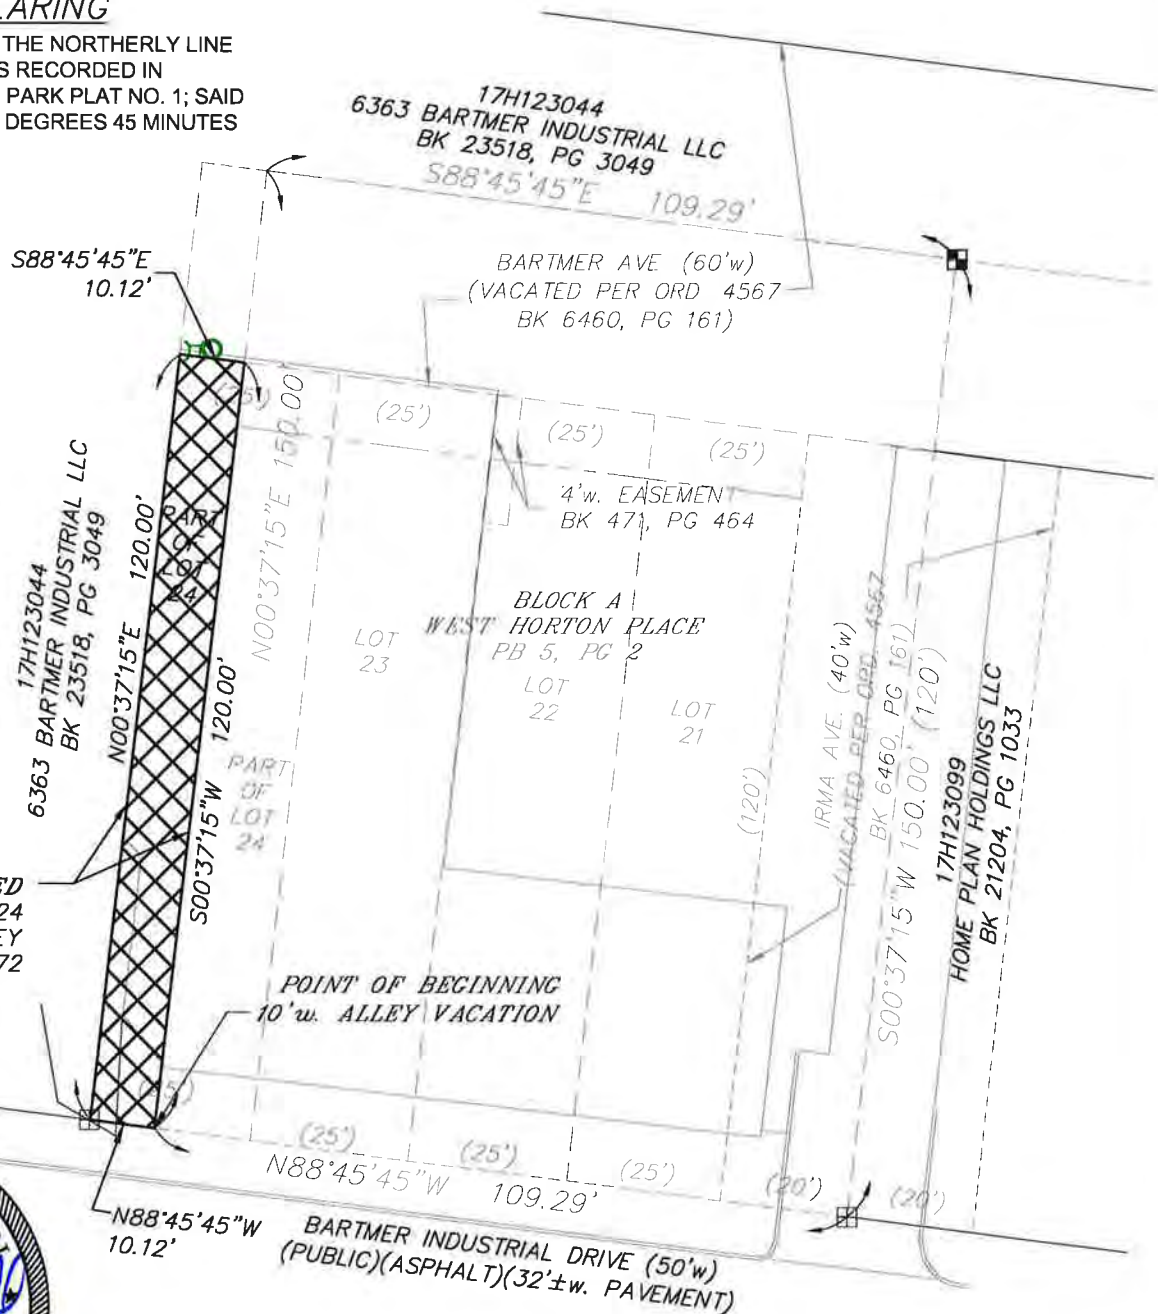 THE NORTHERLY LINE
S RECORDED IN
PARK PLAT NO. 1; SAID
DEGREES 45 MINUTES
17H123044
6363 BARTMER INDUSTRIAL LLC
BK 23518, PG 3049
S88°45'45"E 109.29'
S88°45'45"E
10.12'
BARTMER AVE (60'w)
(VACATED PER ORD 4567
BK 6460, PG 161)
(25')
(25')
(25')
(25')
4'w. EASEMENT
BK 471, PG 464
17H123044
6363 BARTMER INDUSTRIAL LLC
BK 23518, PG 3049
N00°37'15"E 120.00'
PART
OF
LOT
24
N00°37'15"E 150.00'
S00°37'15"W 120.00'
BLOCK A
WEST HORTON PLACE
PB 5, PG 2
LOT
23
LOT
22
LOT
21
PART
OF
LOT
24
(120')
IRMA AVE. (40'w)
(VACATED PER ORD. 4567
BK 6460, PG 161)
S00°37'15"W 150.00' (120')
17H123099
HOME PLAN HOLDINGS LLC
BK 21204, PG 1033
ED
24
EY
72
POINT OF BEGINNING
10'w. ALLEY VACATION
(25')
(25')
(25')
(20')
(20')
N88°45'45"W 109.29'
N88°45'45"W
10.12'
BARTMER INDUSTRIAL DRIVE (50'w)
(PUBLIC)(ASPHALT)(32'±w. PAVEMENT)